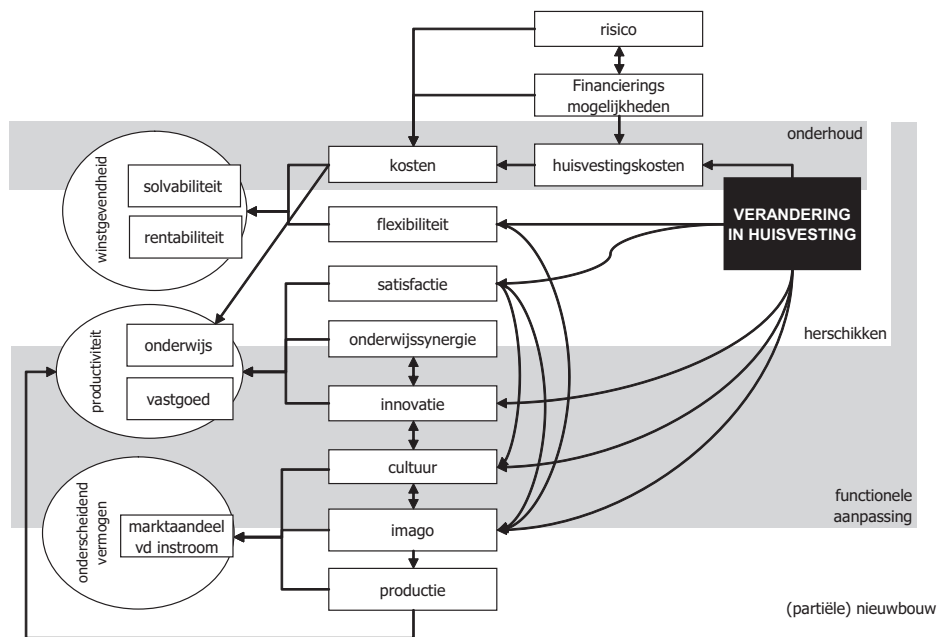 risico
Financierings
mogelijkheden
onderhoud
kosten
huisvestingskosten
winstgevendheid
solvabiliteit
rentabiliteit
flexibiliteit
VERANDERING
IN HUISVESTING
satisfactie
herschikken
productiviteit
onderwijs
onderwijssynergie
vastgoed
innovatie
cultuur
functionele
aanpassing
onderscheidend
vermogen
marktaandeel
vd instroom
imago
productie
(partiële) nieuwbouw